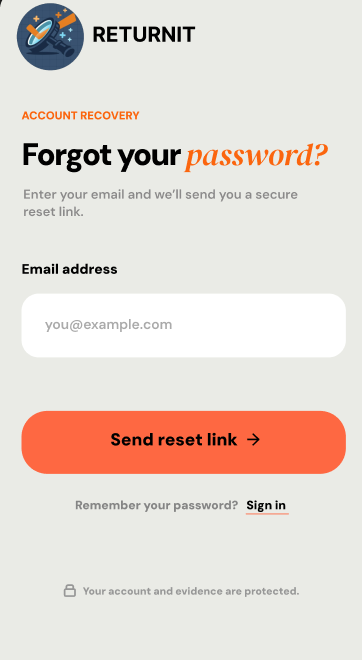 RETURNIT
ACCOUNT RECOVERY
Forgot your password?
Enter your email and we’ll send you a secure
reset link.
Email address
you@example.com
Send reset link →
Remember your password? Sign in
Your account and evidence are protected.